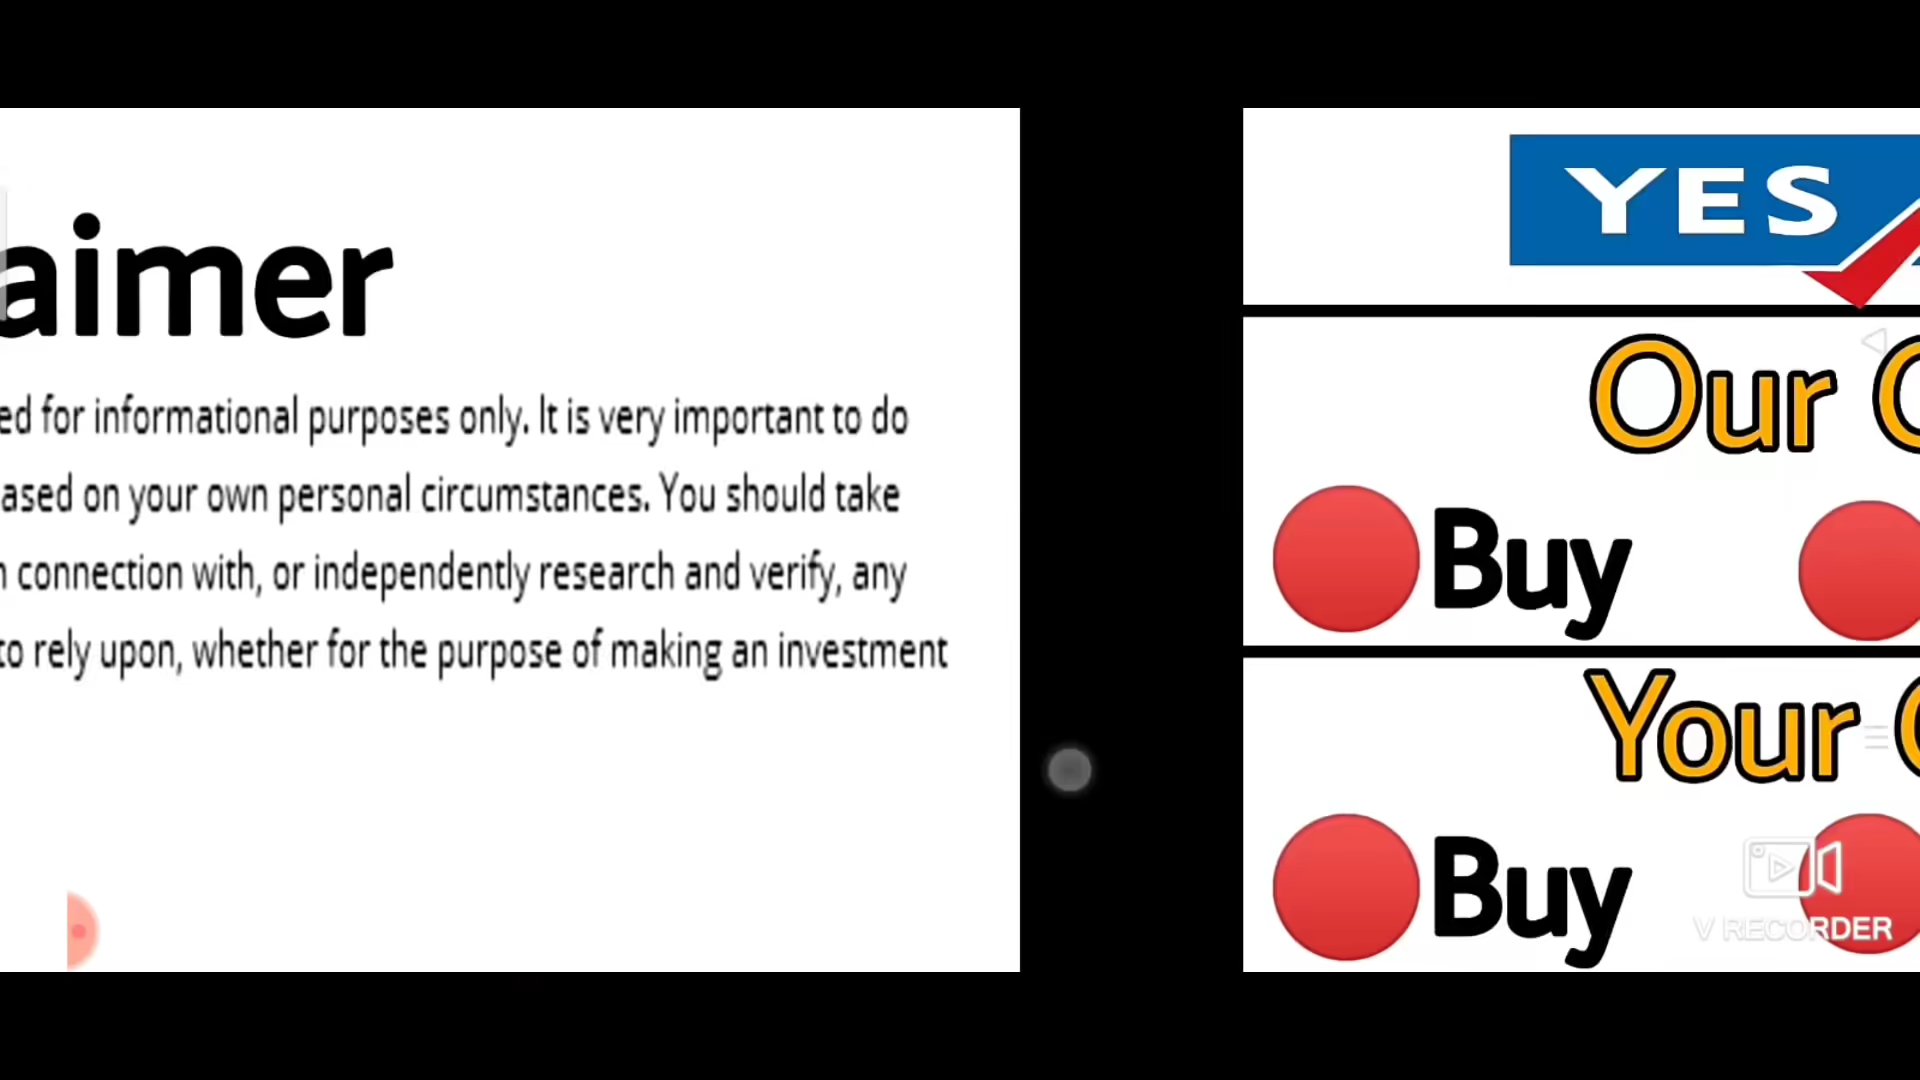 aimer
ed for informational purposes only. It is very important to do
ased on your own personal circumstances. You should take
n connection with, or independently research and verify, any
to rely upon, whether for the purpose of making an investment
YES
Our
Buy
Your
Buy
V RECORDER